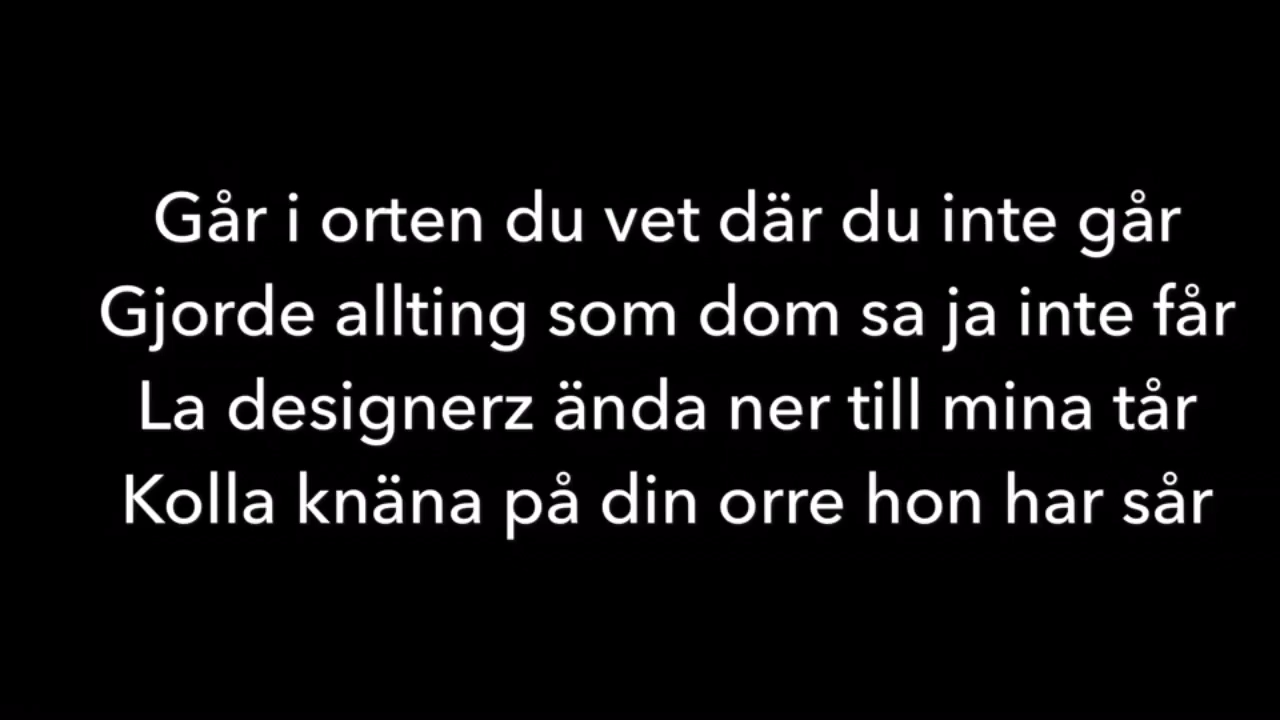 Går i orten du vet där du inte går
Gjorde allting som dom sa ja inte får
La designerz ända ner till mina tår
Kolla knäna på din orre hon har sår